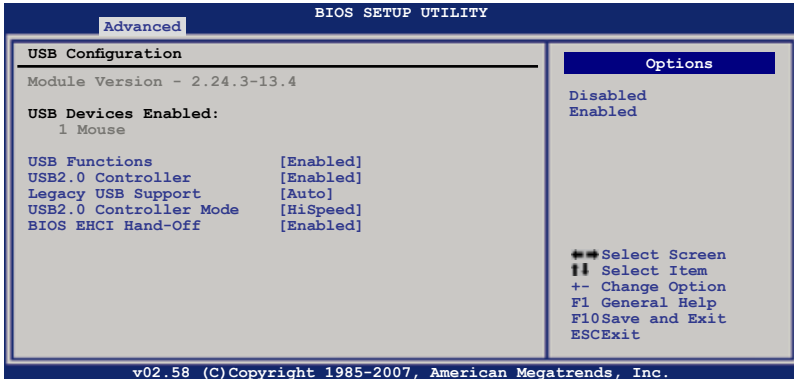 BIOS SETUP UTILITY
Advanced
USB Configuration
Module Version - 2.24.3-13.4
USB Devices Enabled:
1 Mouse
USB Functions [Enabled]
USB2.0 Controller [Enabled]
Legacy USB Support [Auto]
USB2.0 Controller Mode [HiSpeed]
BIOS EHCI Hand-Off [Enabled]
Options
Disabled
Enabled
←→Select Screen
↑↓ Select Item
+- Change Option
F1 General Help
F10Save and Exit
ESCExit
v02.58 (C)Copyright 1985-2007, American Megatrends, Inc.